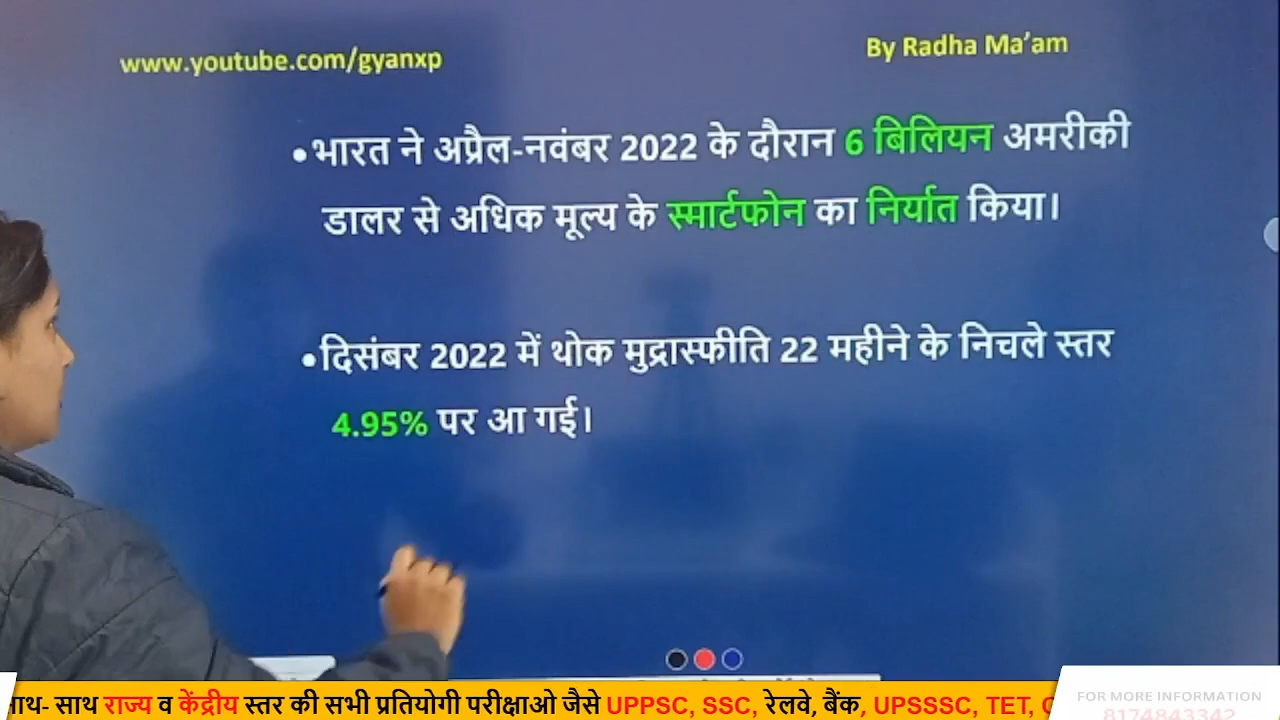 www.youtube.com/gyanxp
By Radha Ma’am
•भारत ने अप्रैल-नवंबर 2022 के दौरान 6 बिलियन अमरीकी
डालर से अधिक मूल्य के स्मार्टफोन का निर्यात किया।
•दिसंबर 2022 में थोक मुद्रास्फीति 22 महीने के निचले स्तर
4.95% पर आ गई।
साथ राज्य व केंद्रीय स्तर की सभी प्रतियोगी परीक्षाओ जैसे UPPSC, SSC, रेलवे, बैंक, UPSSSC, TET,
FOR MORE INFORMATION
8174843342